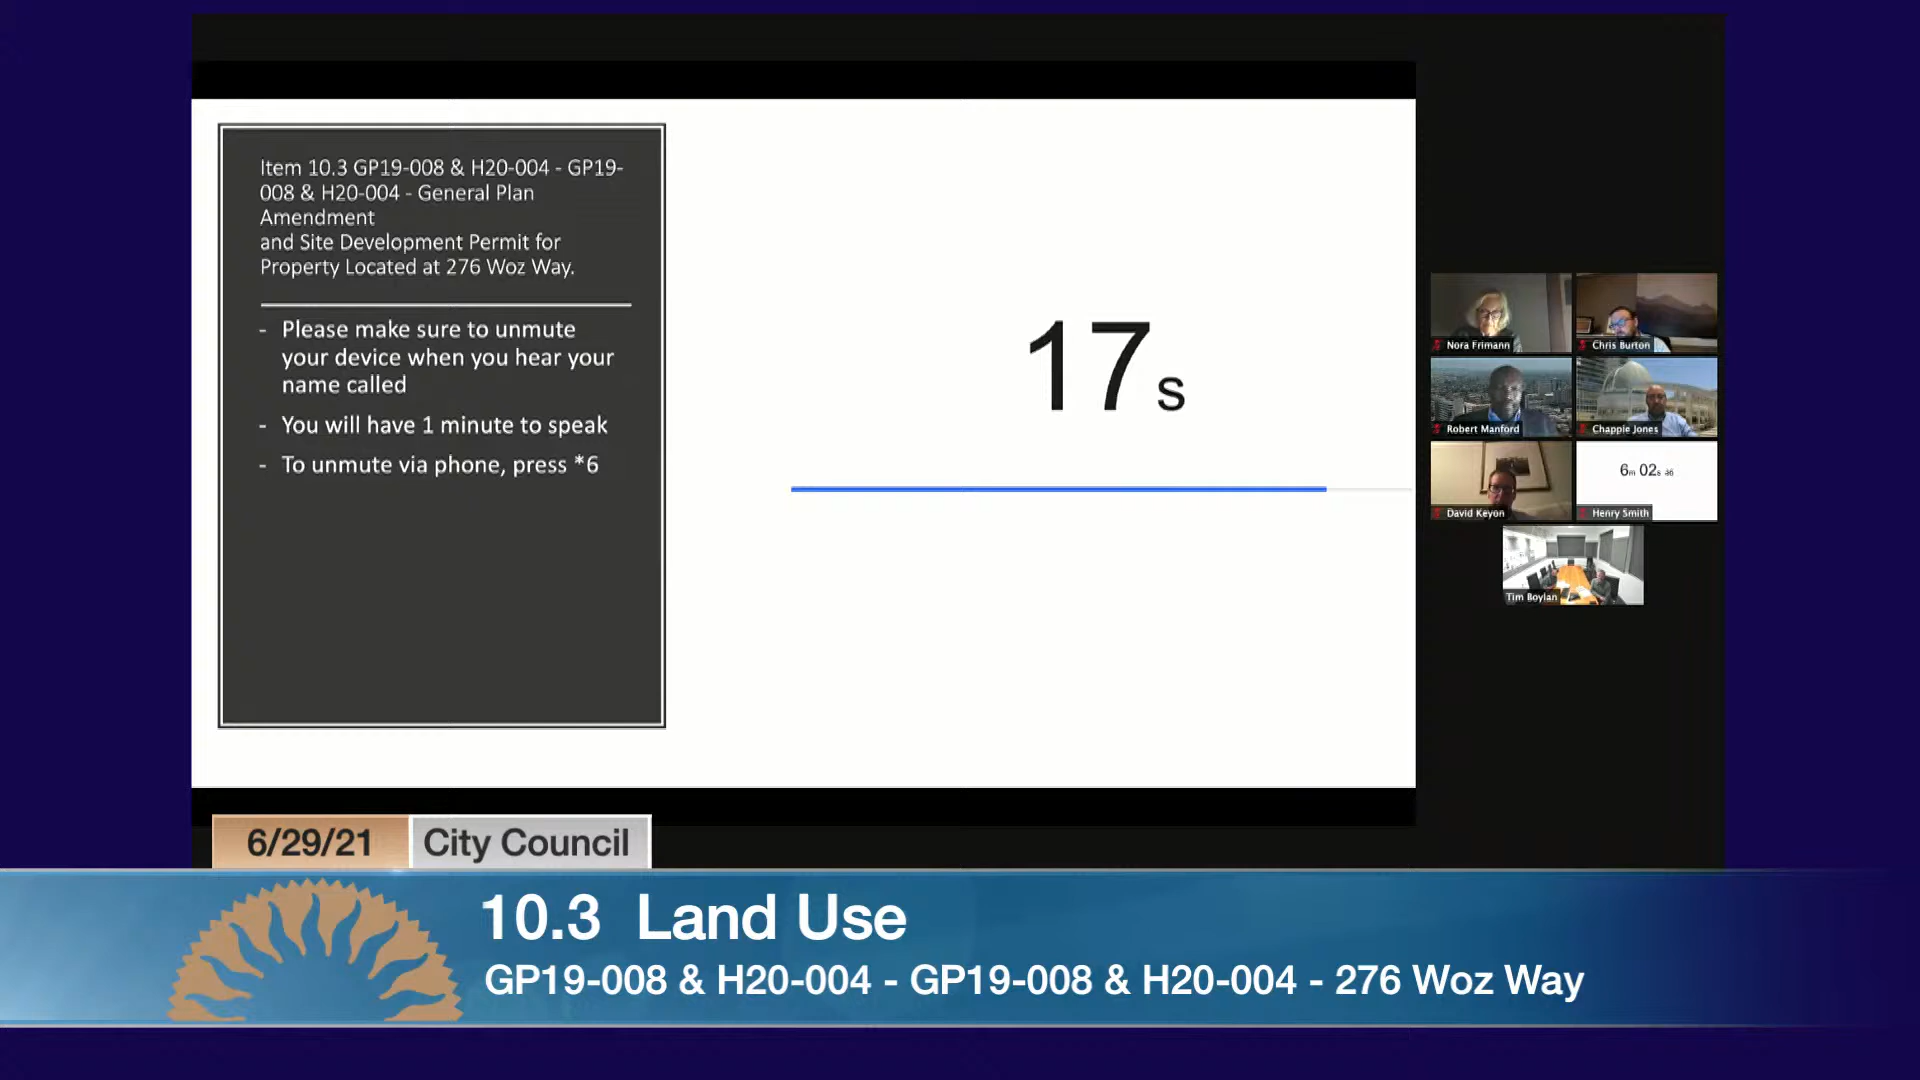 Item 10.3 GP19-008 & H20-004 - GP19-
008 & H20-004 - General Plan
Amendment
and Site Development Permit for
Property Located at 276 Woz Way.
- Please make sure to unmute
your device when you hear your
name called
- You will have 1 minute to speak
- To unmute via phone, press *6
17s
Nora Frimann
Chris Burton
Robert Manford
Chappie Jones
David Keyon
6m 02s
Henry Smith
Tim Boylan
6/29/21
City Council
10.3 Land Use
GP19-008 & H20-004 - GP19-008 & H20-004 - 276 Woz Way